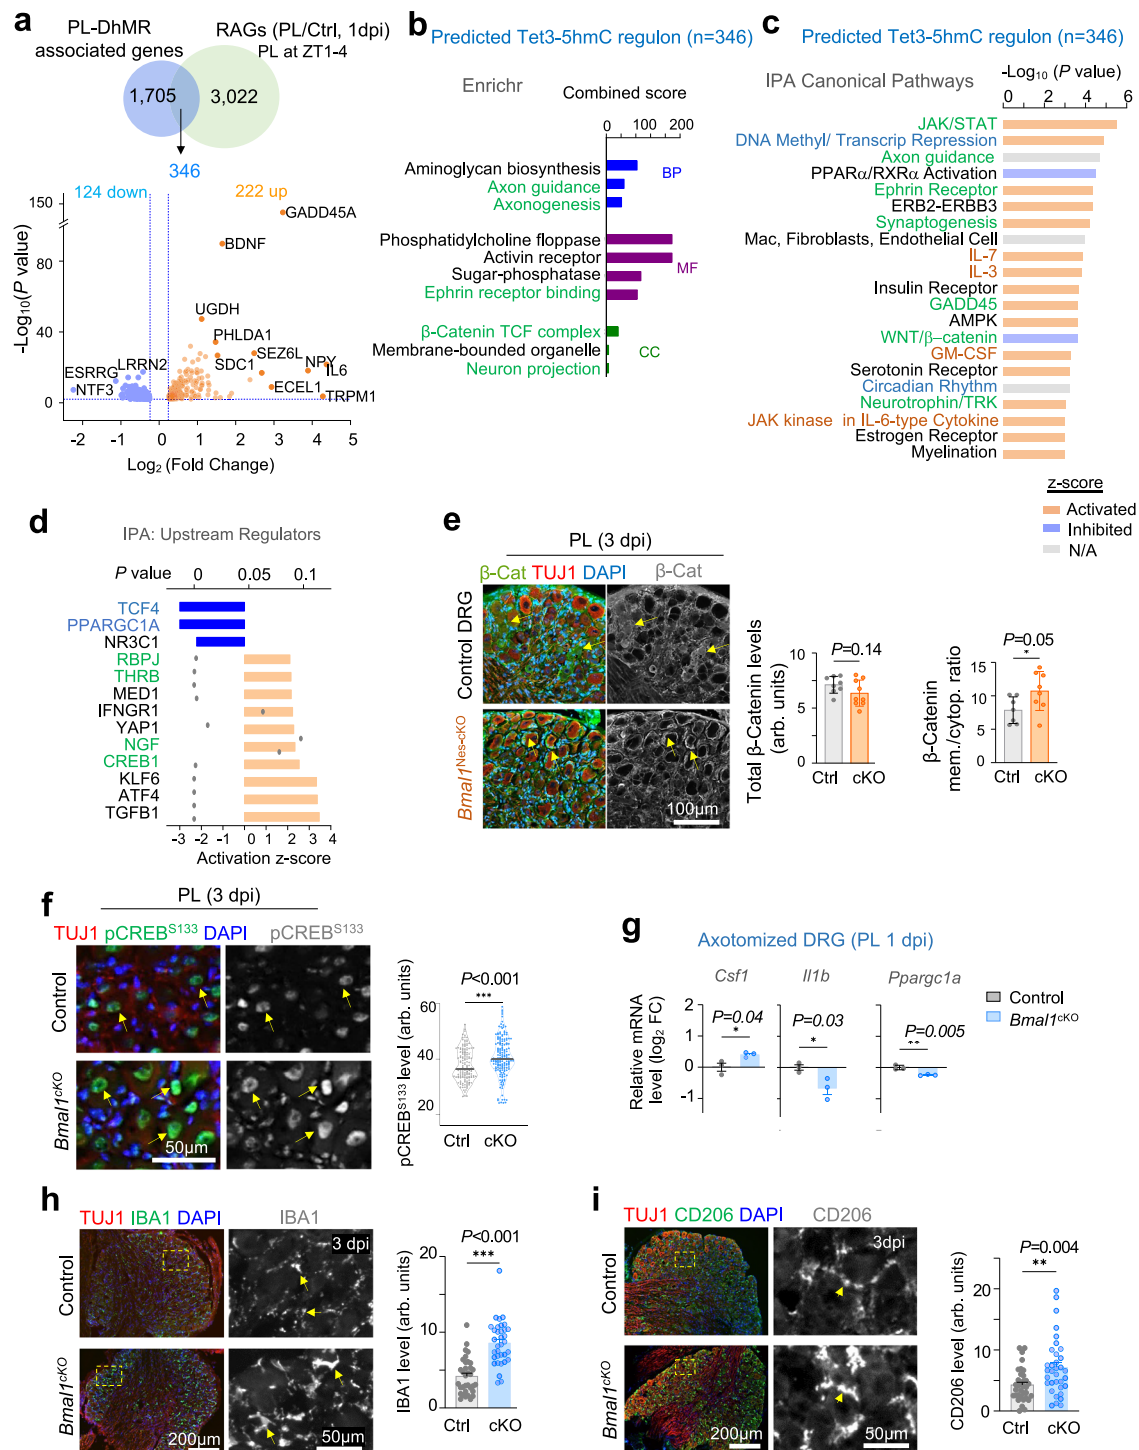 a
PL-DhMR
associated genes
RAGs (PL/Ctrl, 1dpi)
PL at ZT1-4
1,705
3,022
346
124 down
222 up
150
80
40
0
-Log10(P value)
GADD45A
BDNF
UGDH
PHLDA1
SEZ6L
SDC1
NPY
IL6
ECEL1
TRPM1
LRRN2
ESRRG
NTF3
-2
-1
0
1
2
3
4
5
Log2 (Fold Change)
b
Predicted Tet3-5hmC regulon (n=346)
Enrichr
Combined score
0
100
200
Aminoglycan biosynthesis
Axon guidance
Axonogenesis
BP
Phosphatidylcholine floppase
Activin receptor
Sugar-phosphatase
Ephrin receptor binding
MF
β-Catenin TCF complex
Membrane-bounded organelle
Neuron projection
CC
c
Predicted Tet3-5hmC regulon (n=346)
IPA Canonical Pathways
-Log10 (P value)
0
2
4
6
JAK/STAT
DNA Methyl/ Transcrip Repression
Axon guidance
PPARα/RXRα Activation
Ephrin Receptor
ERB2-ERBB3
Synaptogenesis
Mac, Fibroblasts, Endothelial Cell
IL-7
IL-3
Insulin Receptor
GADD45
AMPK
WNT/β-catenin
GM-CSF
Serotonin Receptor
Circadian Rhythm
Neurotrophin/TRK
JAK kinase in IL-6-type Cytokine
Estrogen Receptor
Myelination
z-score
Activated
Inhibited
N/A
d
IPA: Upstream Regulators
P value
0
0.05
0.1
TCF4
PPARGC1A
NR3C1
RBPJ
THRB
MED1
IFNGR1
YAP1
NGF
CREB1
KLF6
ATF4
TGFB1
-3
-2
-1
0
1
2
3
4
Activation z-score
e
PL (3 dpi)
β-Cat TUJ1 DAPI
β-Cat
Control DRG
Bmal1Nes-cKO
100µm
Total β-Catenin levels
(arb. units)
P=0.14
10
5
0
Ctrl
cKO
β-Catenin
mem./cytop. ratio
P=0.05
*
15
10
5
0
Ctrl
cKO
f
PL (3 dpi)
TUJ1 pCREBS133 DAPI
pCREBS133
Control
Bmal1cKO
50µm
pCREBS133 level (arb. units)
P<0.001
***
60
40
20
Ctrl
cKO
g
Axotomized DRG (PL 1 dpi)
Csf1
Il1b
Ppargc1a
Relative mRNA
level (log2 FC)
2
1
0
-1
P=0.04
*
P=0.03
*
P=0.005
**
Control
Bmal1cKO
h
TUJ1 IBA1 DAPI
IBA1
3 dpi
Control
Bmal1cKO
200µm
50µm
IBA1 level (arb. units)
P<0.001
***
20
10
0
Ctrl
cKO
i
TUJ1 CD206 DAPI
CD206
3dpi
Control
Bmal1cKO
200µm
50µm
CD206 level (arb. units)
P=0.004
**
20
10
0
Ctrl
cKO